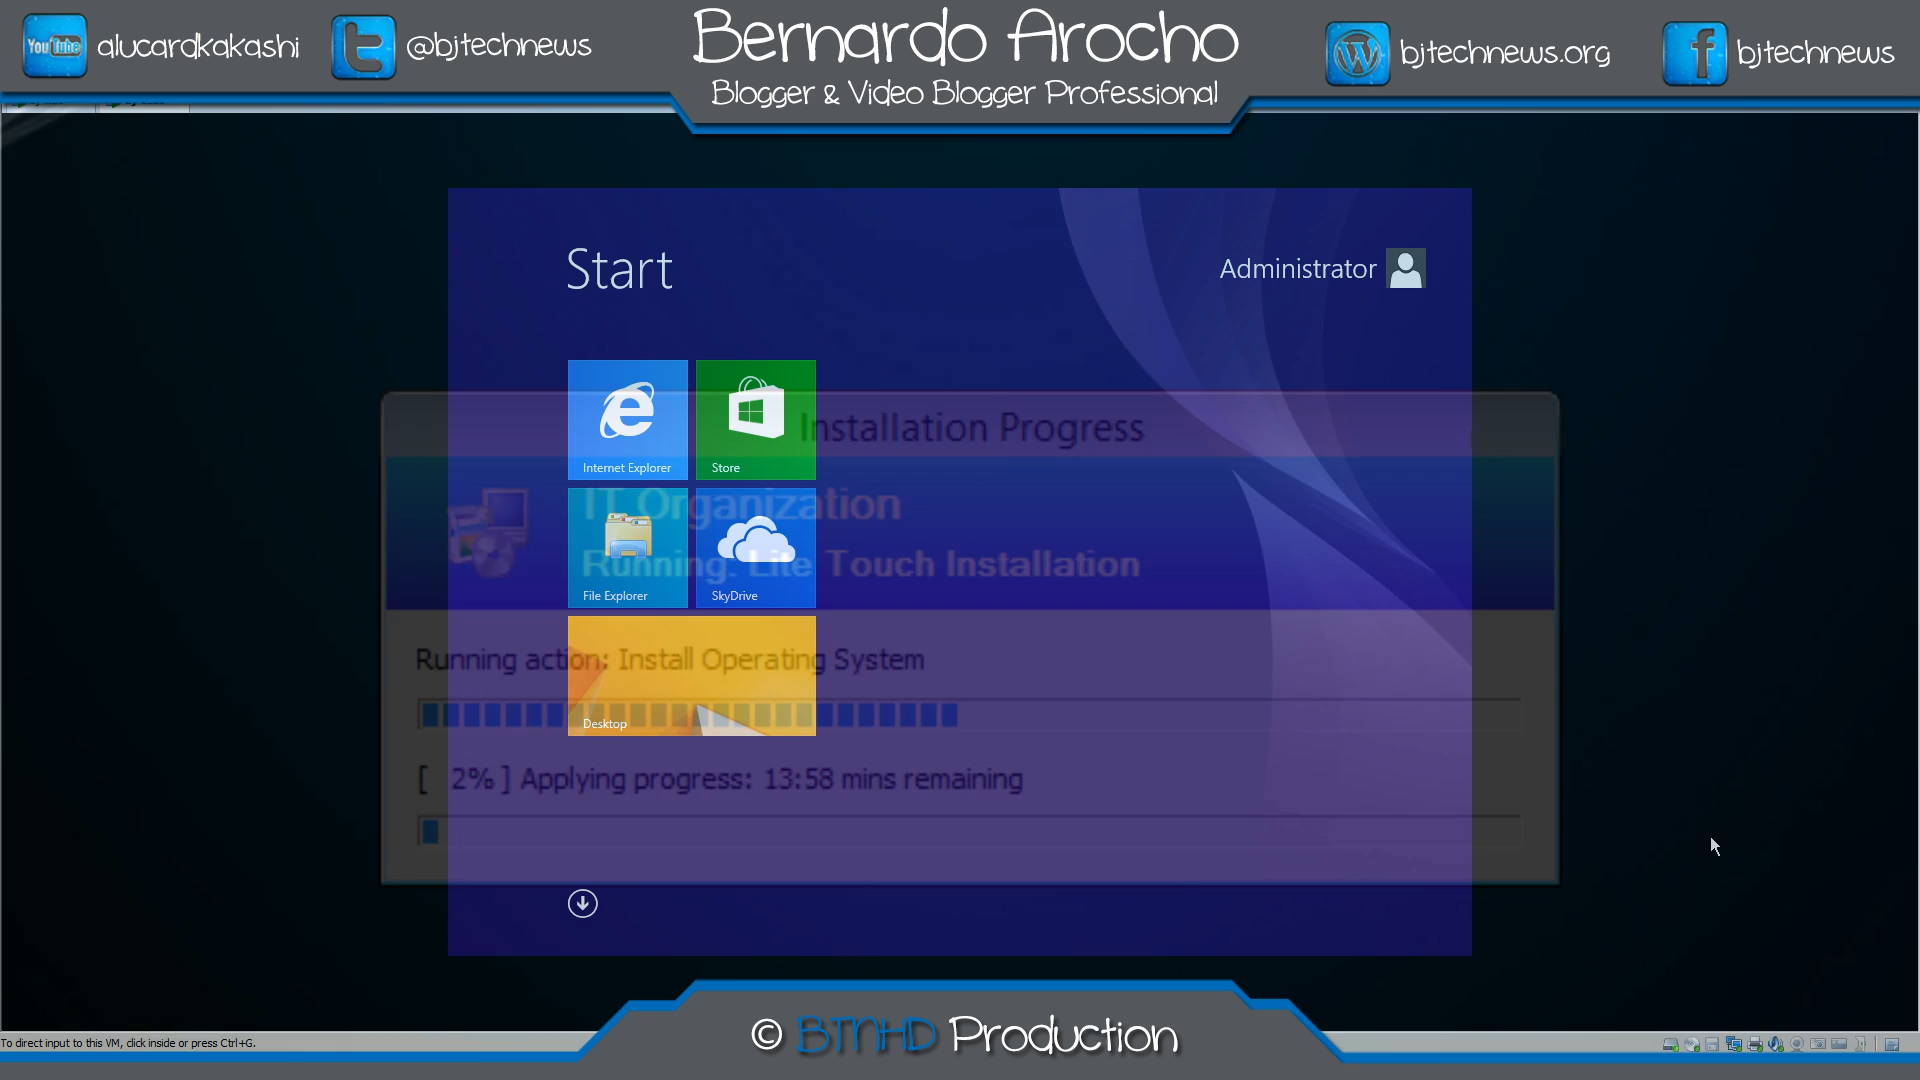 You Tube alucardkakashi
@bjtechnews
Bernardo Arocho
Blogger & Video Blogger Professional
bjtechnews.org
bjtechnews
Start
Administrator
Internet Explorer
Store
Installation Progress
IT Organization
Running: Lite Touch Installation
File Explorer
SkyDrive
Running action: Install Operating System
Desktop
[ 2% ] Applying progress: 13:58 mins remaining
© BTNHD Production
To direct input to this VM, click inside or press Ctrl+G.